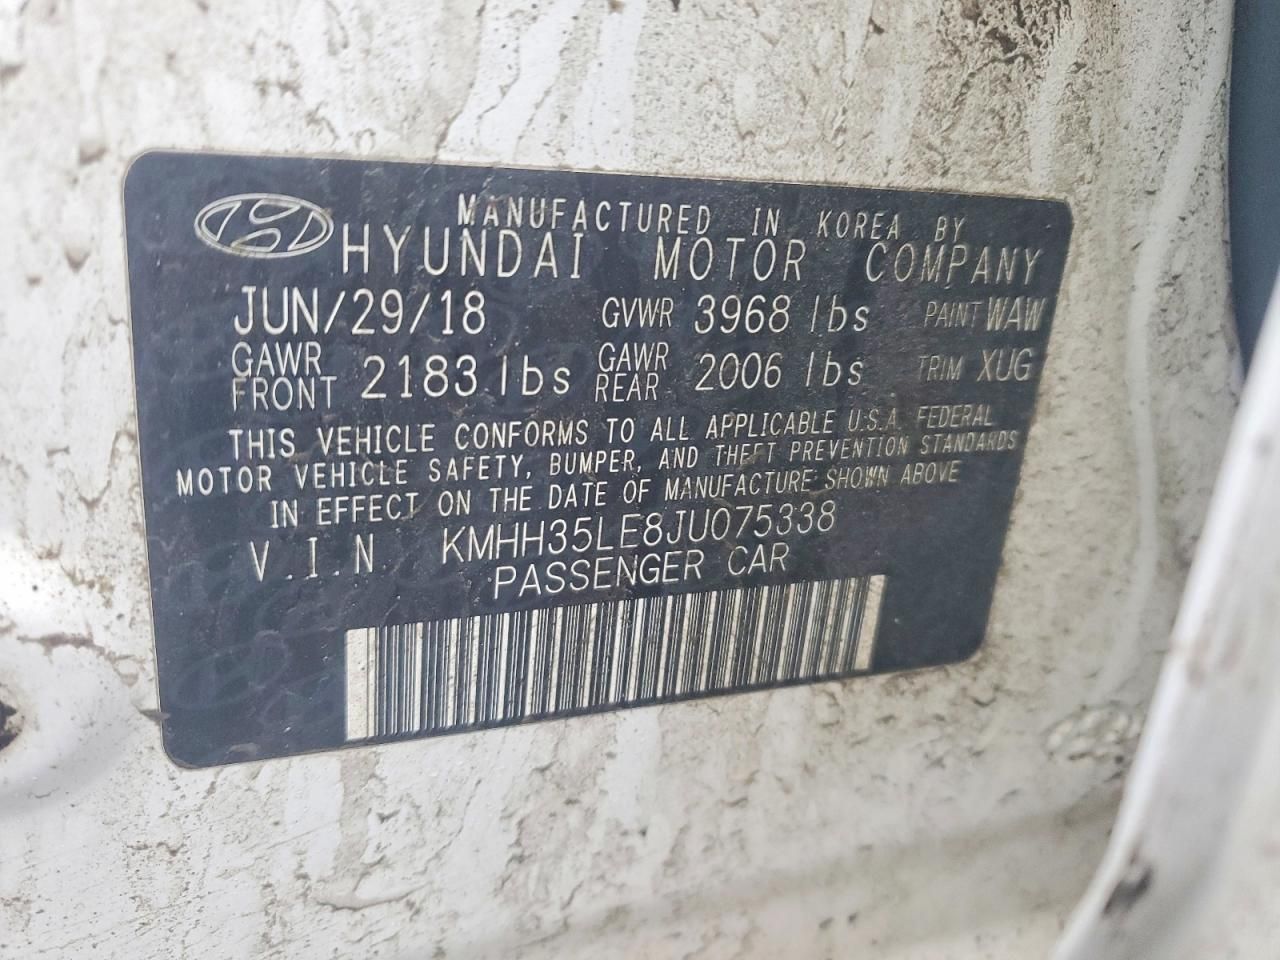 MANUFACTURED IN KOREA BY
HYUNDAI MOTOR COMPANY
JUN/29/18 GVWR 3968 lbs PAINT WAW
GAWR FRONT 2183 lbs GAWR REAR 2006 lbs TRIM XUG
THIS VEHICLE CONFORMS TO ALL APPLICABLE U.S.A. FEDERAL
MOTOR VEHICLE SAFETY, BUMPER, AND THEFT PREVENTION STANDARDS
IN EFFECT ON THE DATE OF MANUFACTURE SHOWN ABOVE
V.I.N. KMHH35LE8JU075338
PASSENGER CAR